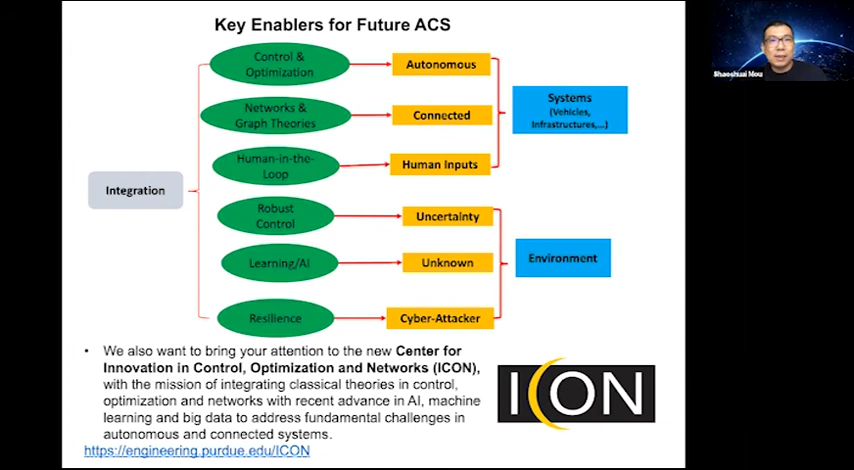 Key Enablers for Future ACS
Shaoshuai Mou
Control &
Optimization
Autonomous
Networks &
Graph Theories
Connected
Systems
(Vehicles,
Infrastructures,...)
Human-in-the-
Loop
Human Inputs
Integration
Robust
Control
Uncertainty
Learning/AI
Unknown
Environment
Resilience
Cyber-Attacker
• We also want to bring your attention to the new Center for
Innovation in Control, Optimization and Networks (ICON),
with the mission of integrating classical theories in control,
optimization and networks with recent advance in AI, machine
learning and big data to address fundamental challenges in
autonomous and connected systems.
https://engineering.purdue.edu/ICON
ICON